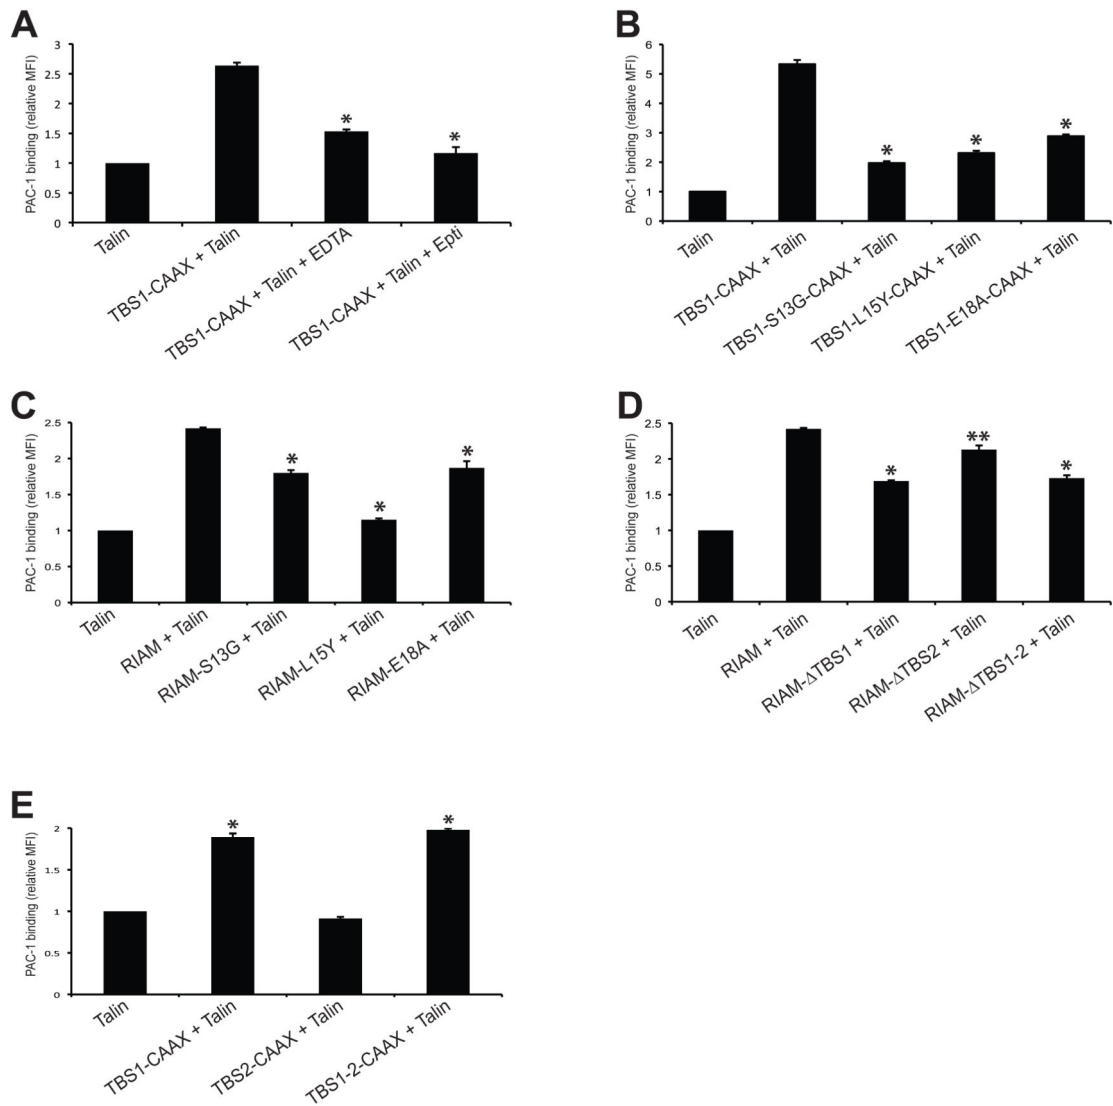 A
PAC-1 binding (relative MFI)
3
2.5
2
1.5
1
0.5
0
*
*
Talin
TBS1-CAAX + Talin
TBS1-CAAX + Talin + EDTA
TBS1-CAAX + Talin + Epti
B
PAC-1 binding (relative MFI)
6
5
4
3
2
1
0
*
*
*
Talin
TBS1-CAAX + Talin
TBS1-S13G-CAAX + Talin
TBS1-L15Y-CAAX + Talin
TBS1-E18A-CAAX + Talin
C
PAC-1 binding (relative MFI)
2.5
2
1.5
1
0.5
0
*
*
*
Talin
RIAM + Talin
RIAM-S13G + Talin
RIAM-L15Y + Talin
RIAM-E18A + Talin
D
PAC-1 binding (relative MFI)
2.5
2
1.5
1
0.5
0
*
**
*
Talin
RIAM + Talin
RIAM-ΔTBS1 + Talin
RIAM-ΔTBS2 + Talin
RIAM-ΔTBS1-2 + Talin
E
PAC-1 binding (relative MFI)
2
1.5
1
0.5
0
*
*
Talin
TBS1-CAAX + Talin
TBS2-CAAX + Talin
TBS1-2-CAAX + Talin